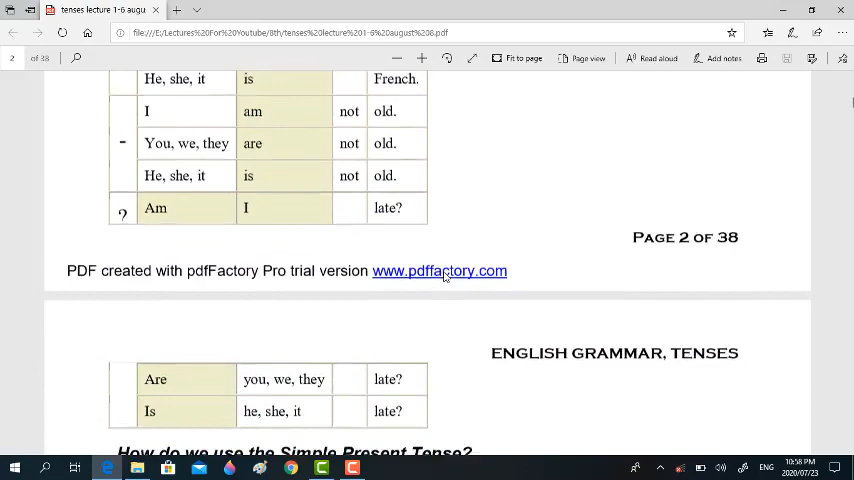 tenses lecture 1-6 augu
file:///E:/Lectures%20For%20Youtube/8th/tenses%20lecture%201-6%20august%208.pdf
2 of 38
Fit to page
Page view
Read aloud
Add notes
He, she, it is French.
I am not old.
- You, we, they are not old.
He, she, it is not old.
? Am I late?
PAGE 2 OF 38
PDF created with pdfFactory Pro trial version www.pdffactory.com
ENGLISH GRAMMAR, TENSES
Are you, we, they late?
Is he, she, it late?
How do we use the Simple Present Tense?
ENG
10:58 PM
2020/07/23